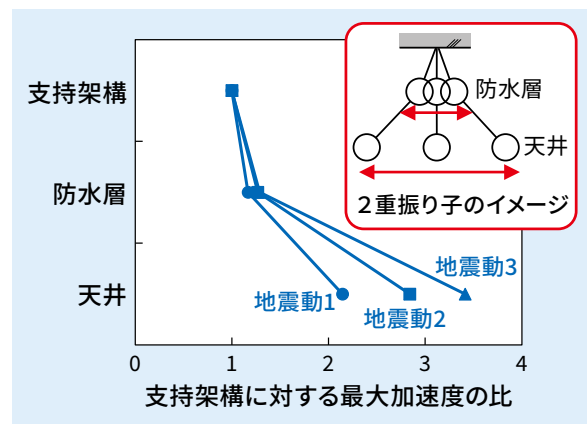 支持架構
防水層
天井
防水層
天井
2重振り子のイメージ
地震動1
地震動2
地震動3
0 1 2 3 4
支持架構に対する最大加速度の比